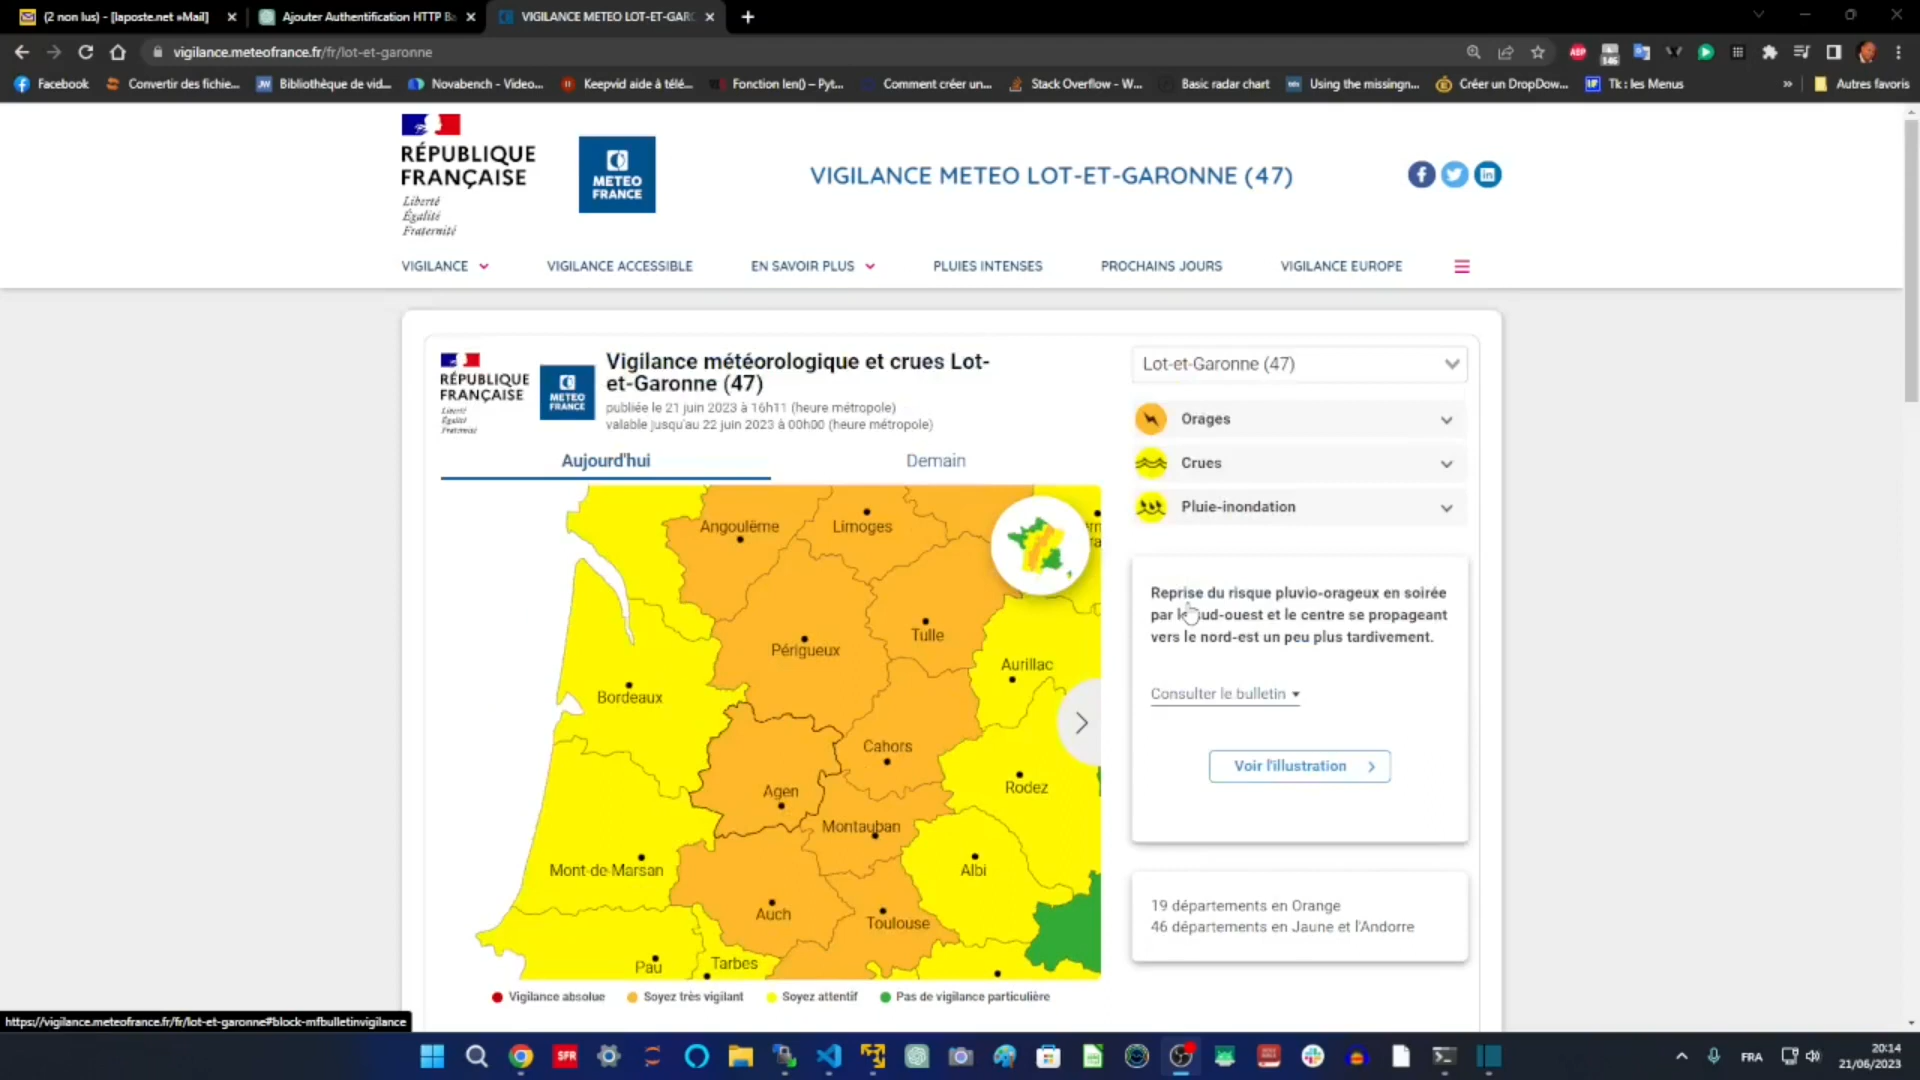 (2 non lus) - [laposte.net »Mail]
Ajouter Authentification HTTP Ba
VIGILANCE METEO LOT-ET-GAR
vigilance.meteofrance.fr/fr/lot-et-garonne
ABP
146
Facebook
Convertir des fichie...
Bibliothèque de vid...
Novabench - Video...
Keepvid aide à télé...
Fonction len() – Pyt...
Comment créer un...
Stack Overflow - W...
Basic radar chart
Using the missingn...
Créer un DropDow...
Tk : les Menus
»
Autres favoris
RÉPUBLIQUE
FRANÇAISE
Liberté
Égalité
Fraternité
METEO
FRANCE
VIGILANCE METEO LOT-ET-GARONNE (47)
VIGILANCE
VIGILANCE ACCESSIBLE
EN SAVOIR PLUS
PLUIES INTENSES
PROCHAINS JOURS
VIGILANCE EUROPE
RÉPUBLIQUE
FRANÇAISE
Liberté
Égalité
Fraternité
METEO
FRANCE
Vigilance météorologique et crues Lot-
et-Garonne (47)
publiée le 21 juin 2023 à 16h11 (heure métropole)
valable jusqu'au 22 juin 2023 à 00h00 (heure métropole)
Aujourd'hui
Demain
Angoulême
Limoges
Périgueux
Tulle
Aurillac
Bordeaux
Cahors
Agen
Rodez
Montauban
Mont-de-Marsan
Albi
Auch
Toulouse
Pau
Tarbes
Vigilance absolue
Soyez très vigilant
Soyez attentif
Pas de vigilance particulière
Lot-et-Garonne (47)
Orages
Crues
Pluie-inondation
Reprise du risque pluvio-orageux en soirée
par le sud-ouest et le centre se propageant
vers le nord-est un peu plus tardivement.
Consulter le bulletin
Voir l'illustration
19 départements en Orange
46 départements en Jaune et l'Andorre
https://vigilance.meteofrance.fr/fr/lot-et-garonne#block-mfbulletinvigilance
SFR
FRA
20:14
21/06/2023